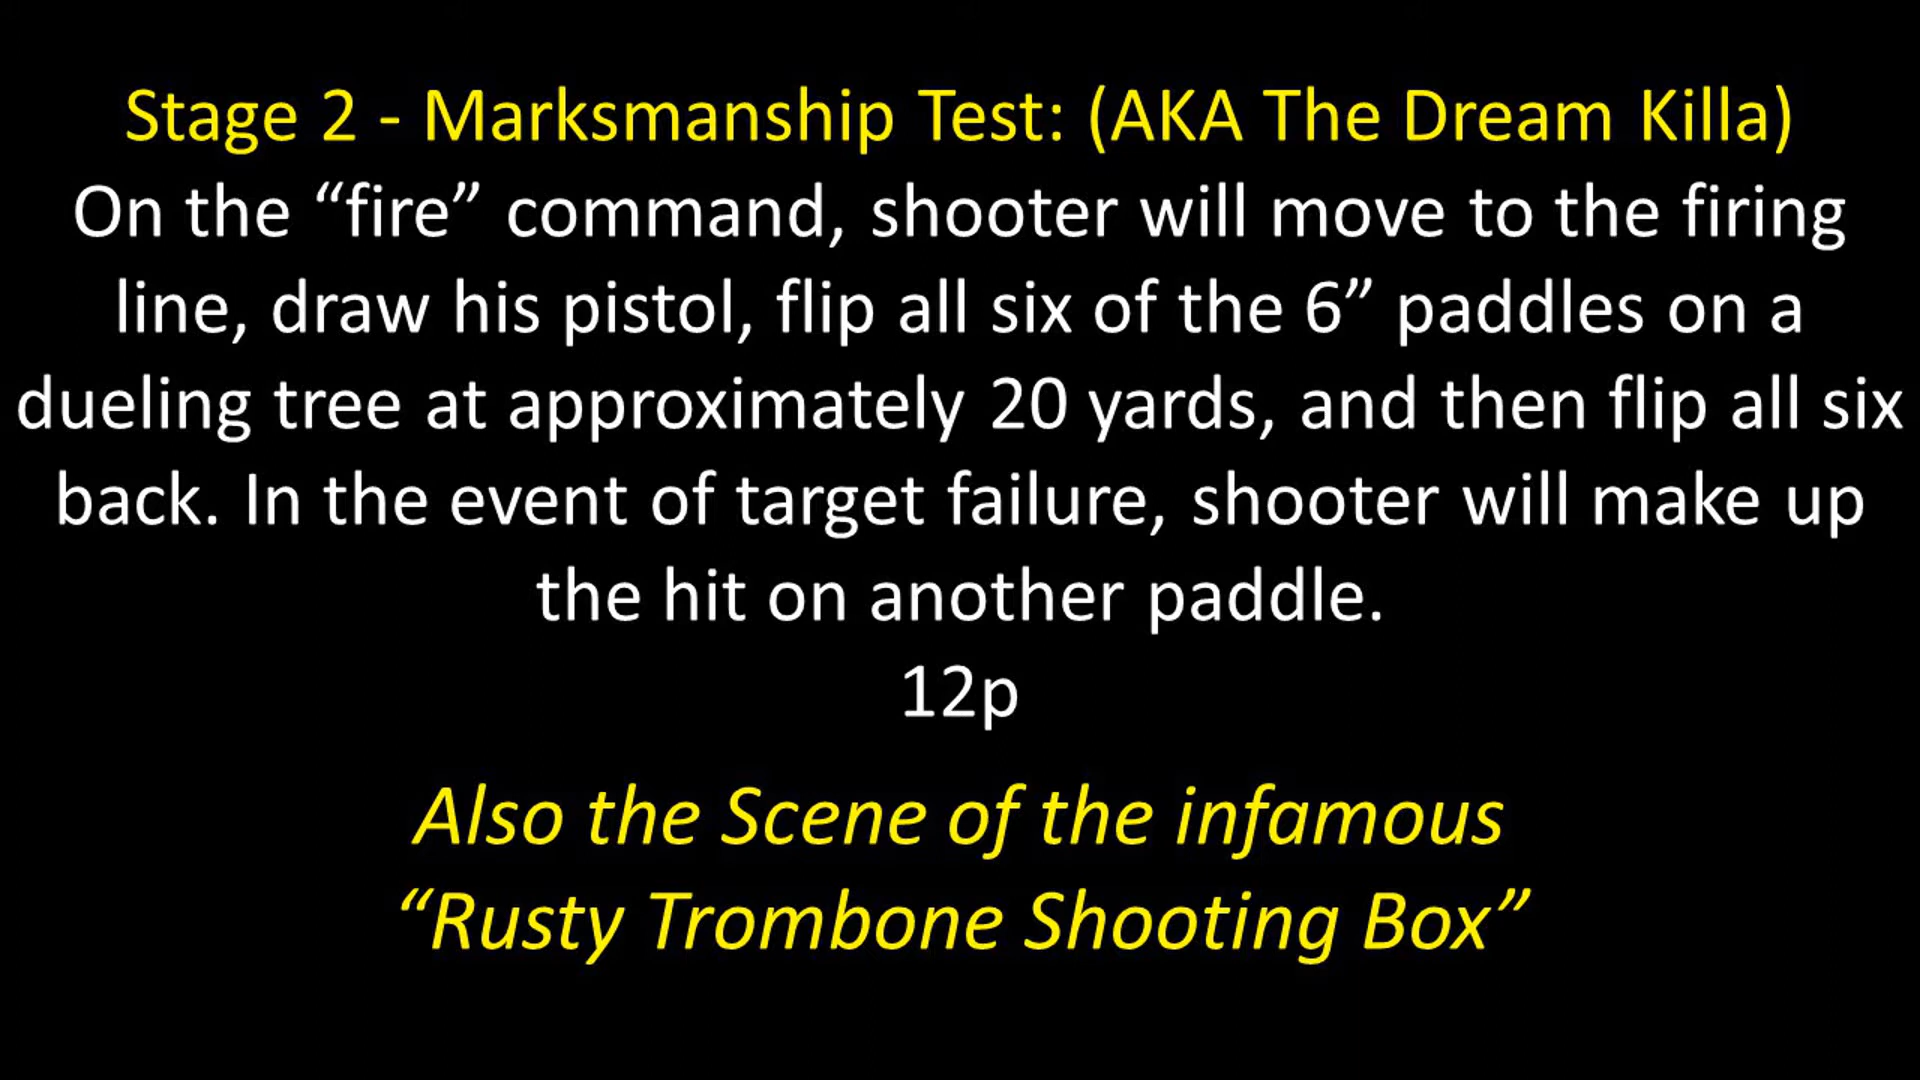 Stage 2 - Marksmanship Test: (AKA The Dream Killa)
On the “fire” command, shooter will move to the firing
line, draw his pistol, flip all six of the 6” paddles on a
dueling tree at approximately 20 yards, and then flip all six
back. In the event of target failure, shooter will make up
the hit on another paddle.
12p
Also the Scene of the infamous
“Rusty Trombone Shooting Box”